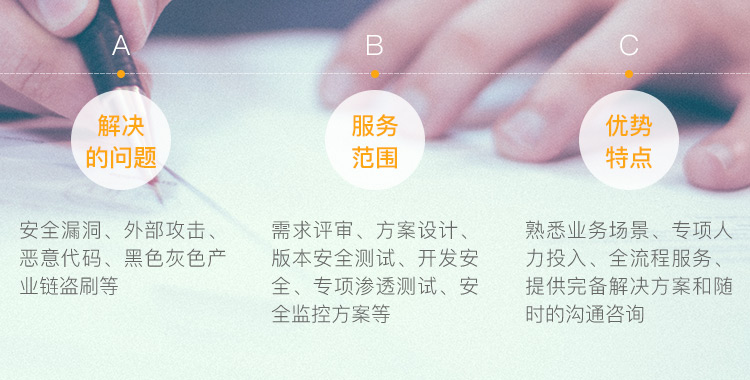 A
解决
的问题
安全漏洞、外部攻击、
恶意代码、黑色灰色产
业链盗刷等
B
服务
范围
需求评审、方案设计、
版本安全测试、开发安
全、专项渗透测试、安
全监控方案等
C
优势
特点
熟悉业务场景、专项人
力投入、全流程服务、
提供完备解决方案和随
时的沟通咨询